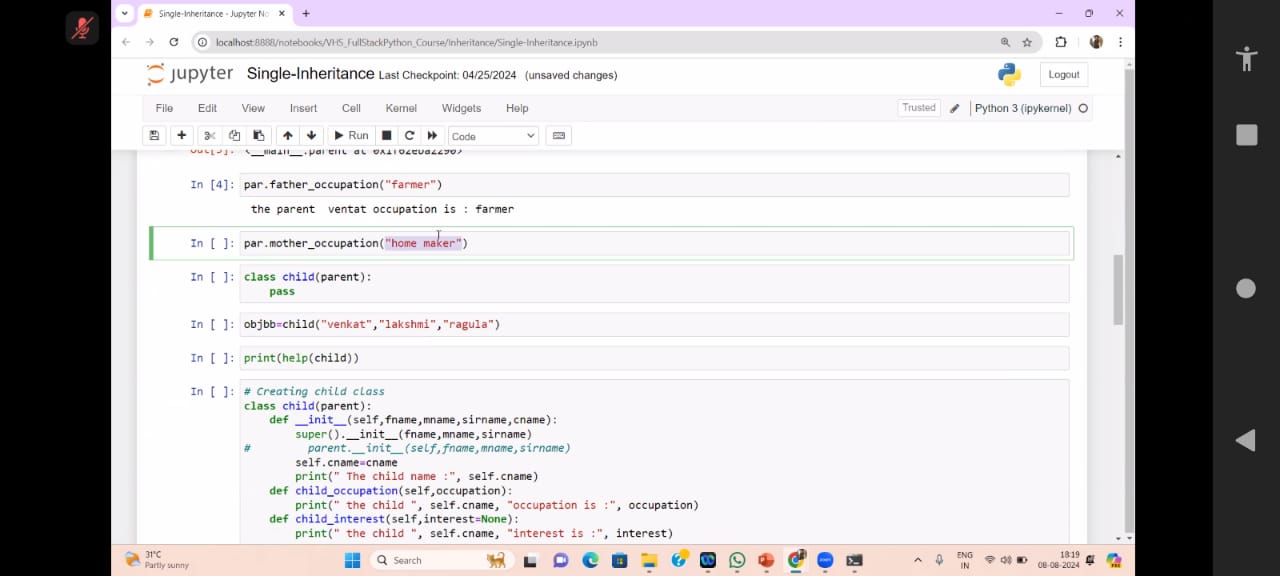 Single-Inheritance - Jupyter No
localhost:8888/notebooks/VHS_FullStackPython_Course/Inheritance/Single-Inheritance.ipynb
jupyter Single-Inheritance Last Checkpoint: 04/25/2024 (unsaved changes)
Logout
File Edit View Insert Cell Kernel Widgets Help
Trusted
Python 3 (ipykernel)
Run
Code
In [4]: par.father_occupation("farmer")
the parent  ventat occupation is : farmer
In [ ]: par.mother_occupation("home maker")
In [ ]: class child(parent):
    pass
In [ ]: objbb=child("venkat","lakshmi","ragula")
In [ ]: print(help(child))
In [ ]: # Creating child class
class child(parent):
    def __init__(self,fname,mname,sirname,cname):
        super().__init__(fname,mname,sirname)
#         parent.__init__(self,fname,mname,sirname)
        self.cname=cname
        print(" The child name :", self.cname)
    def child_occupation(self,occupation):
        print(" the child ", self.cname, "occupation is :", occupation)
    def child_interest(self,interest=None):
        print(" the child ", self.cname, "interest is :", interest)
31°C
Partly sunny
Search
ENG
IN
18:19
08-08-2024